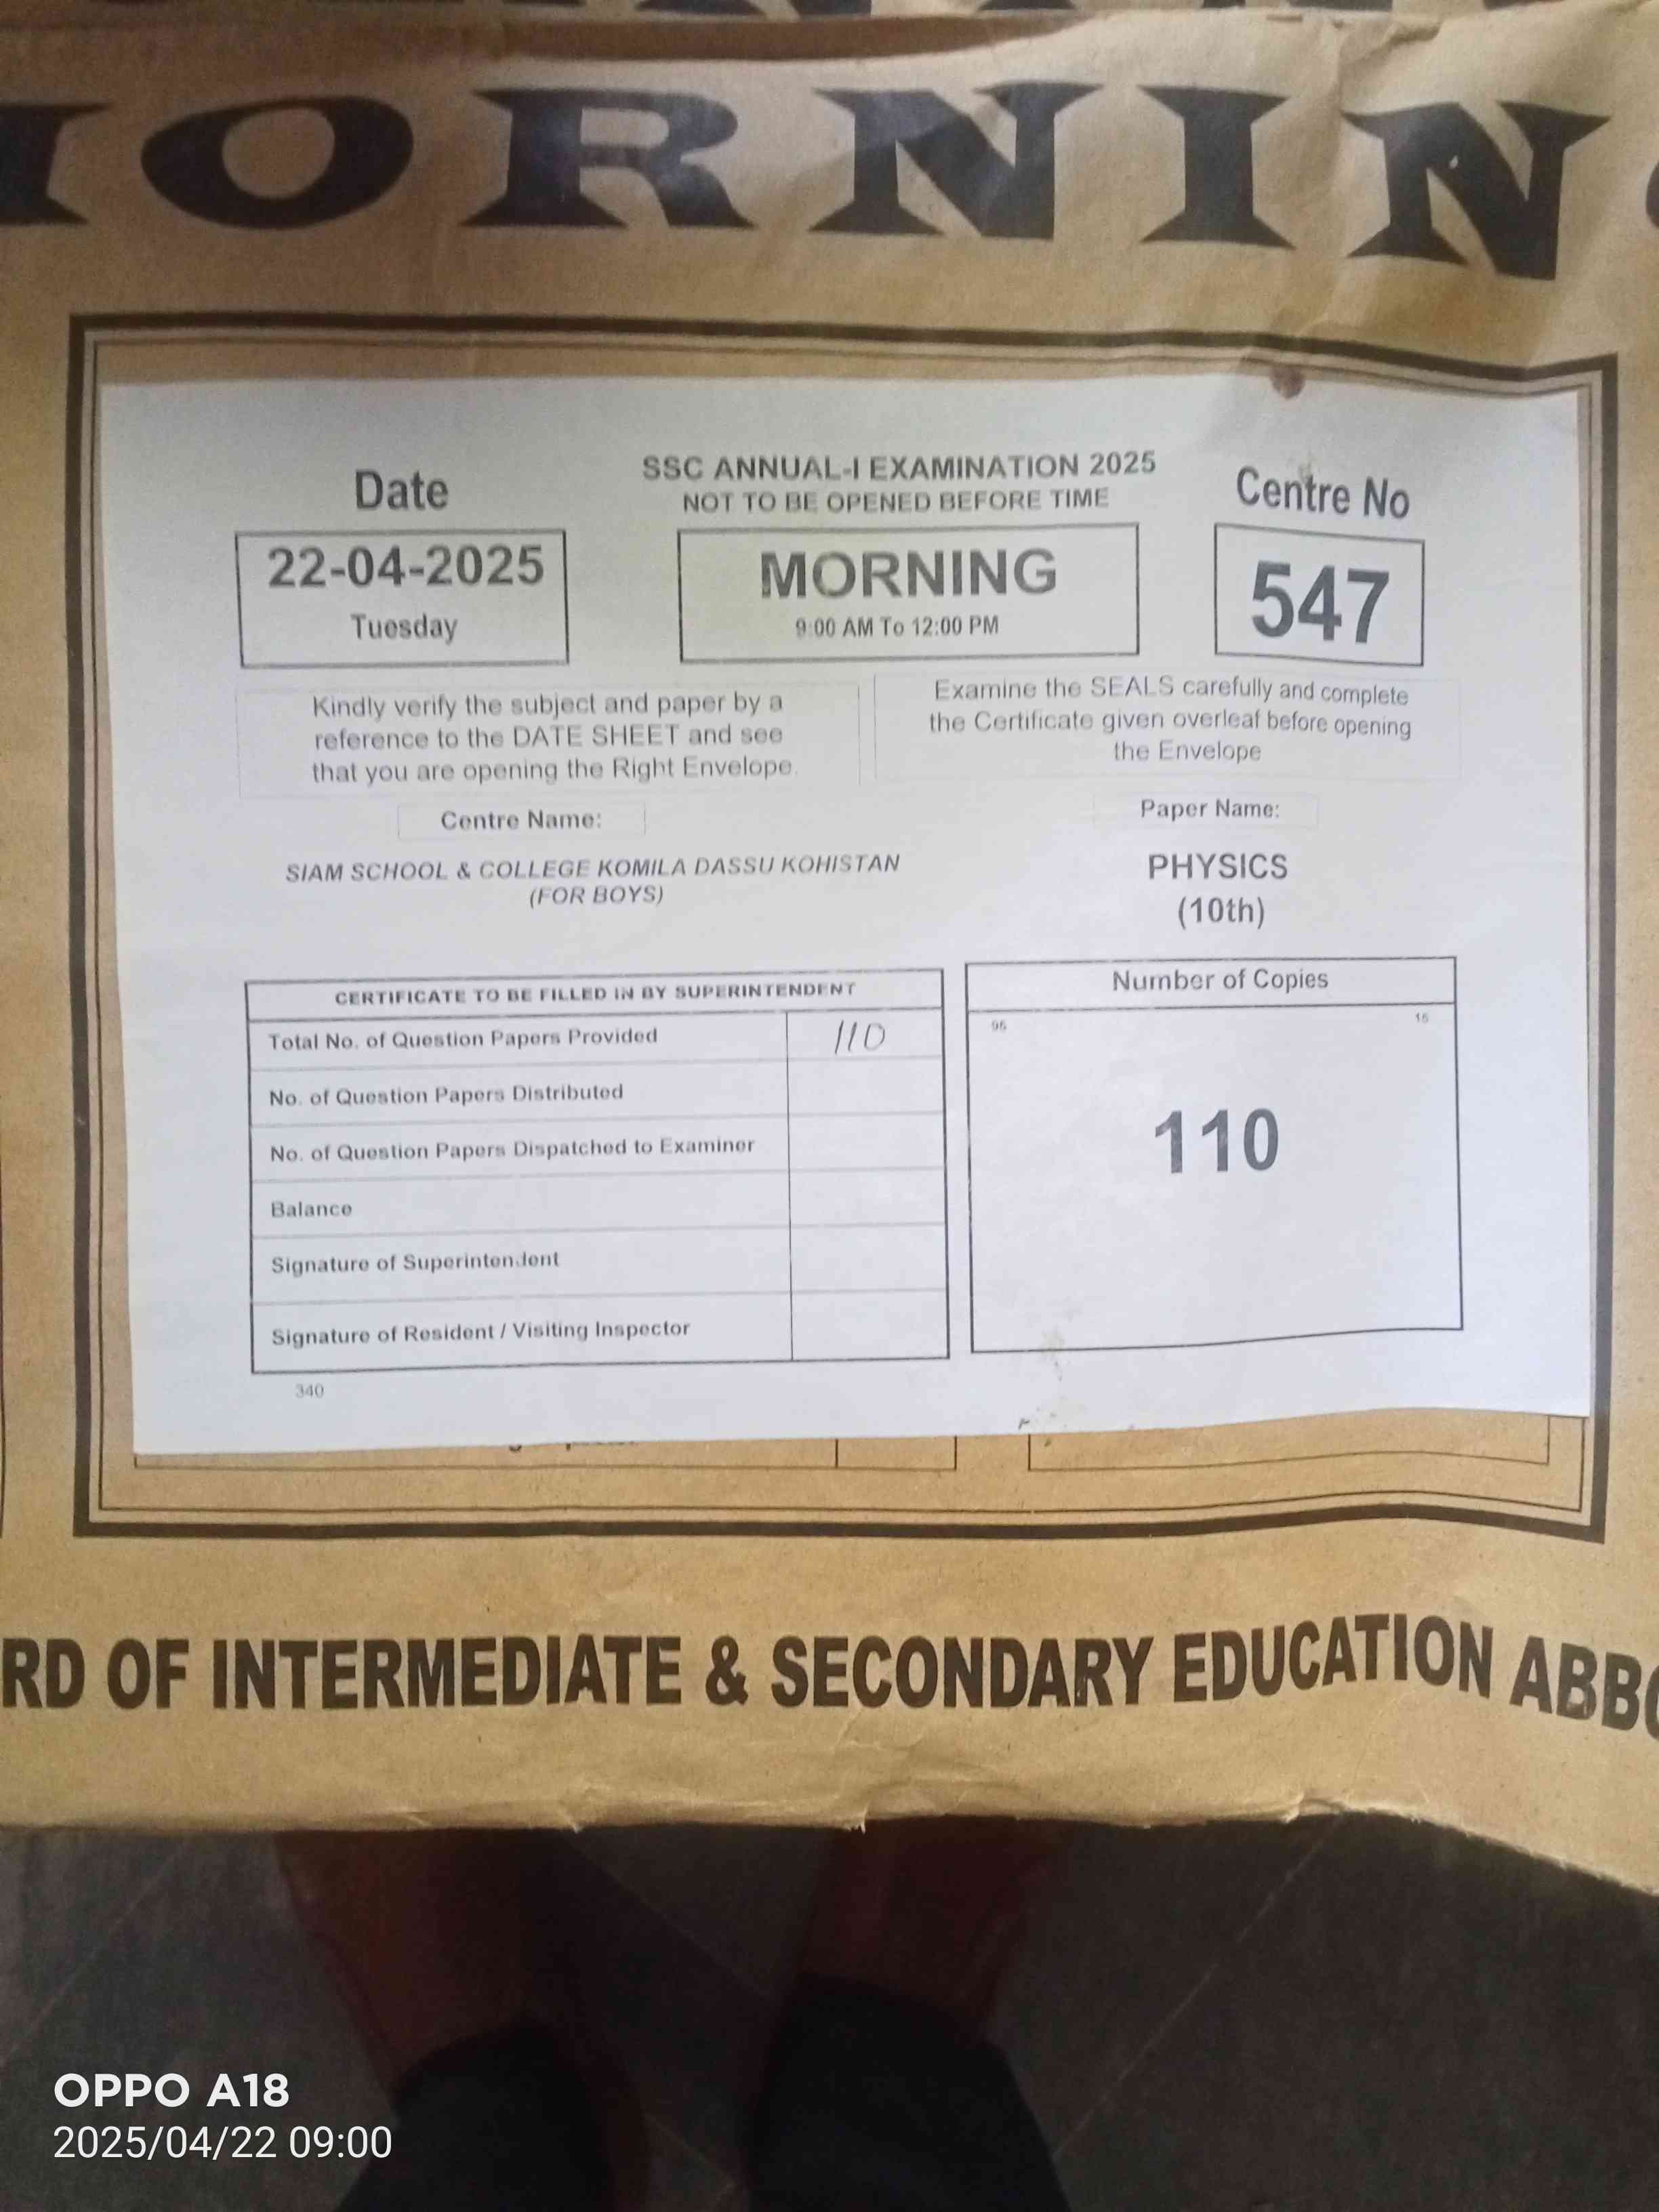 ORNIN
SSC ANNUAL-I EXAMINATION 2025
NOT TO BE OPENED BEFORE TIME
Date
22-04-2025
Tuesday
MORNING
9:00 AM To 12:00 PM
Centre No
547
Kindly verify the subject and paper by a
reference to the DATE SHEET and see
that you are opening the Right Envelope.
Examine the SEALS carefully and complete
the Certificate given overleaf before opening
the Envelope
Centre Name:
SIAM SCHOOL & COLLEGE KOMILA DASSU KOHISTAN
(FOR BOYS)
Paper Name:
PHYSICS
(10th)
CERTIFICATE TO BE FILLED IN BY SUPERINTENDENT
Total No. of Question Papers Provided 110
No. of Question Papers Distributed
No. of Question Papers Dispatched to Examiner
Balance
Signature of Superintendent
Signature of Resident / Visiting Inspector
340
Number of Copies
95 15
110
RD OF INTERMEDIATE & SECONDARY EDUCATION ABBO
OPPO A18
2025/04/22 09:00